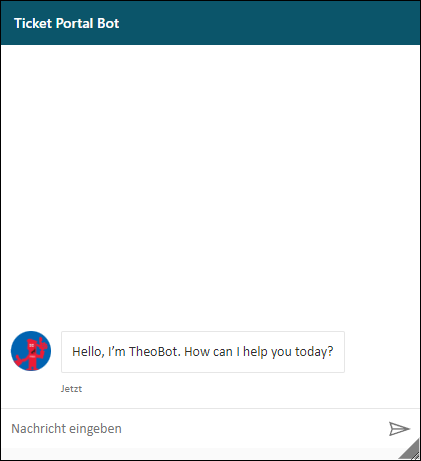 Ticket Portal Bot
Hello, I'm TheoBot. How can I help you today?
Jetzt
Nachricht eingeben